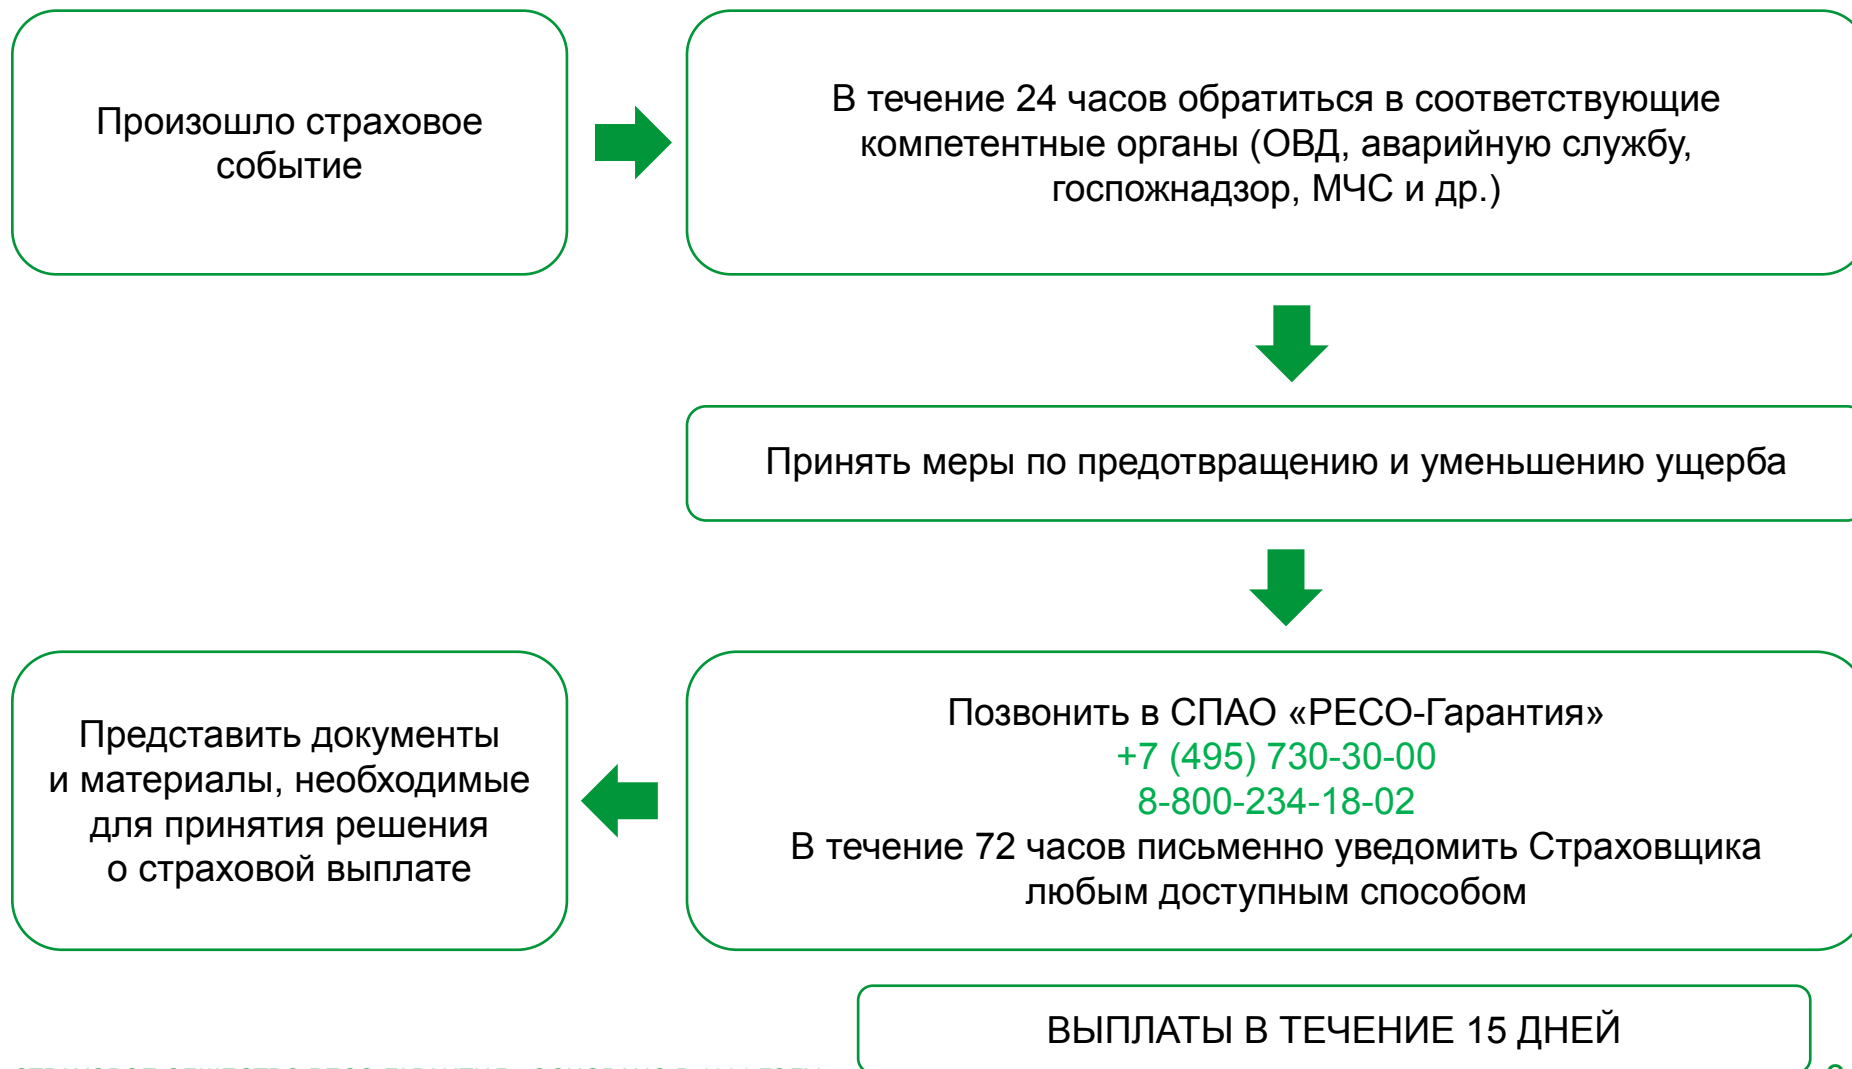 Произошло страховое
событие
В течение 24 часов обратиться в соответствующие
компетентные органы (ОВД, аварийную службу,
госпожнадзор, МЧС и др.)
Принять меры по предотвращению и уменьшению ущерба
Позвонить в СПАО «РЕСО-Гарантия»
+7 (495) 730-30-00
8-800-234-18-02
В течение 72 часов письменно уведомить Страховщика
любым доступным способом
Представить документы
и материалы, необходимые
для принятия решения
о страховой выплате
ВЫПЛАТЫ В ТЕЧЕНИЕ 15 ДНЕЙ